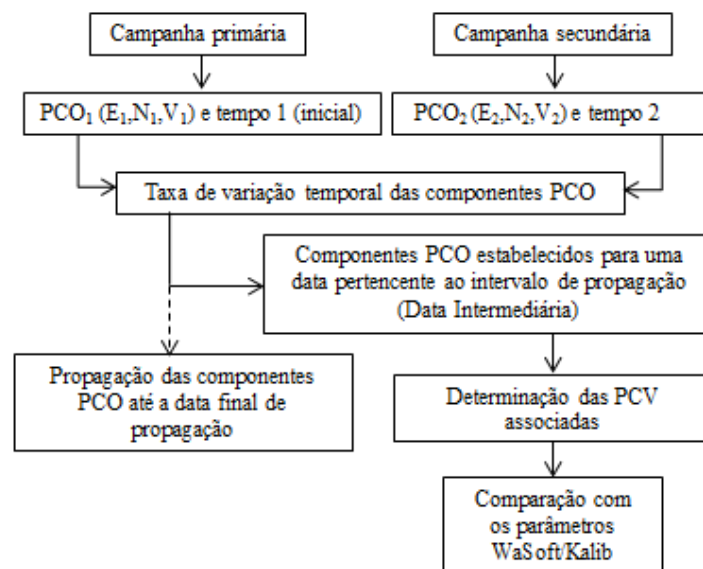 Campanha primária
Campanha secundária
PCO₁ (E₁,N₁,V₁) e tempo 1 (inicial)
PCO₂ (E₂,N₂,V₂) e tempo 2
Taxa de variação temporal das componentes PCO
Componentes PCO estabelecidos para uma
data pertencente ao intervalo de propagação
(Data Intermediária)
Propagação das componentes
PCO até a data final de
propagação
Determinação das PCV
associadas
Comparação com
os parâmetros
WaSoft/Kalib